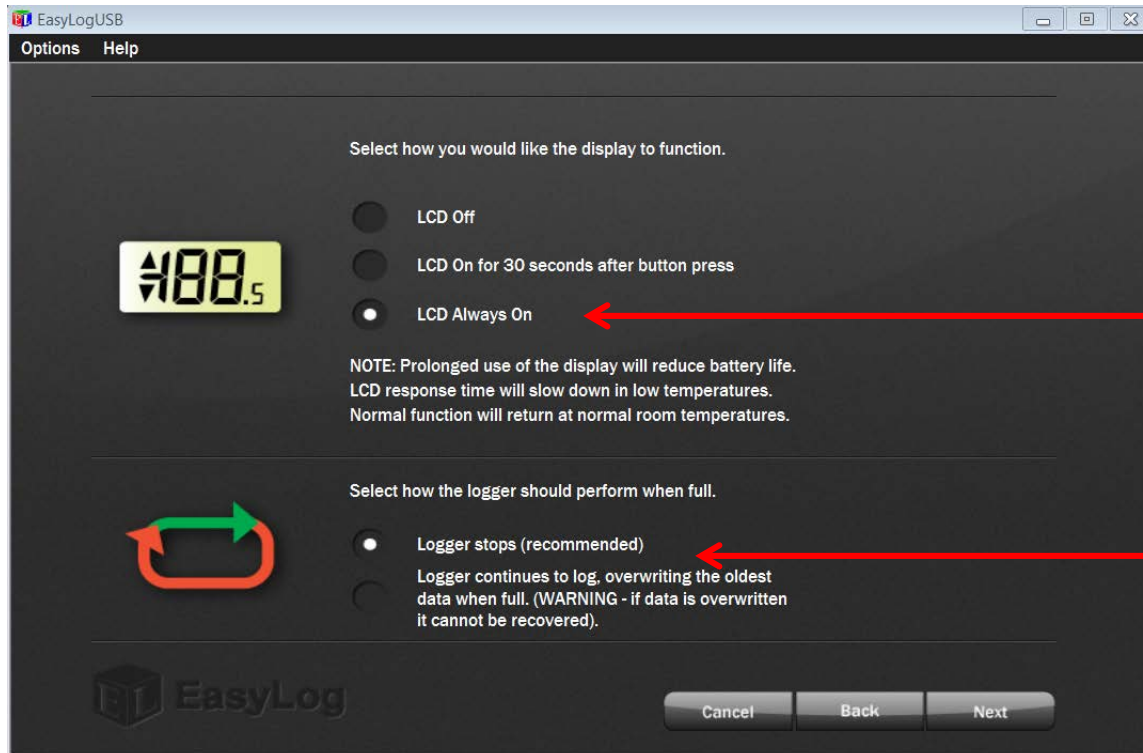 EasyLogUSB
Options Help
Select how you would like the display to function.
LCD Off
188.5
LCD On for 30 seconds after button press
LCD Always On
NOTE: Prolonged use of the display will reduce battery life.
LCD response time will slow down in low temperatures.
Normal function will return at normal room temperatures.
Select how the logger should perform when full.
Logger stops (recommended)
Logger continues to log, overwriting the oldest
data when full. (WARNING - if data is overwritten
it cannot be recovered).
EL EasyLog
Cancel Back Next